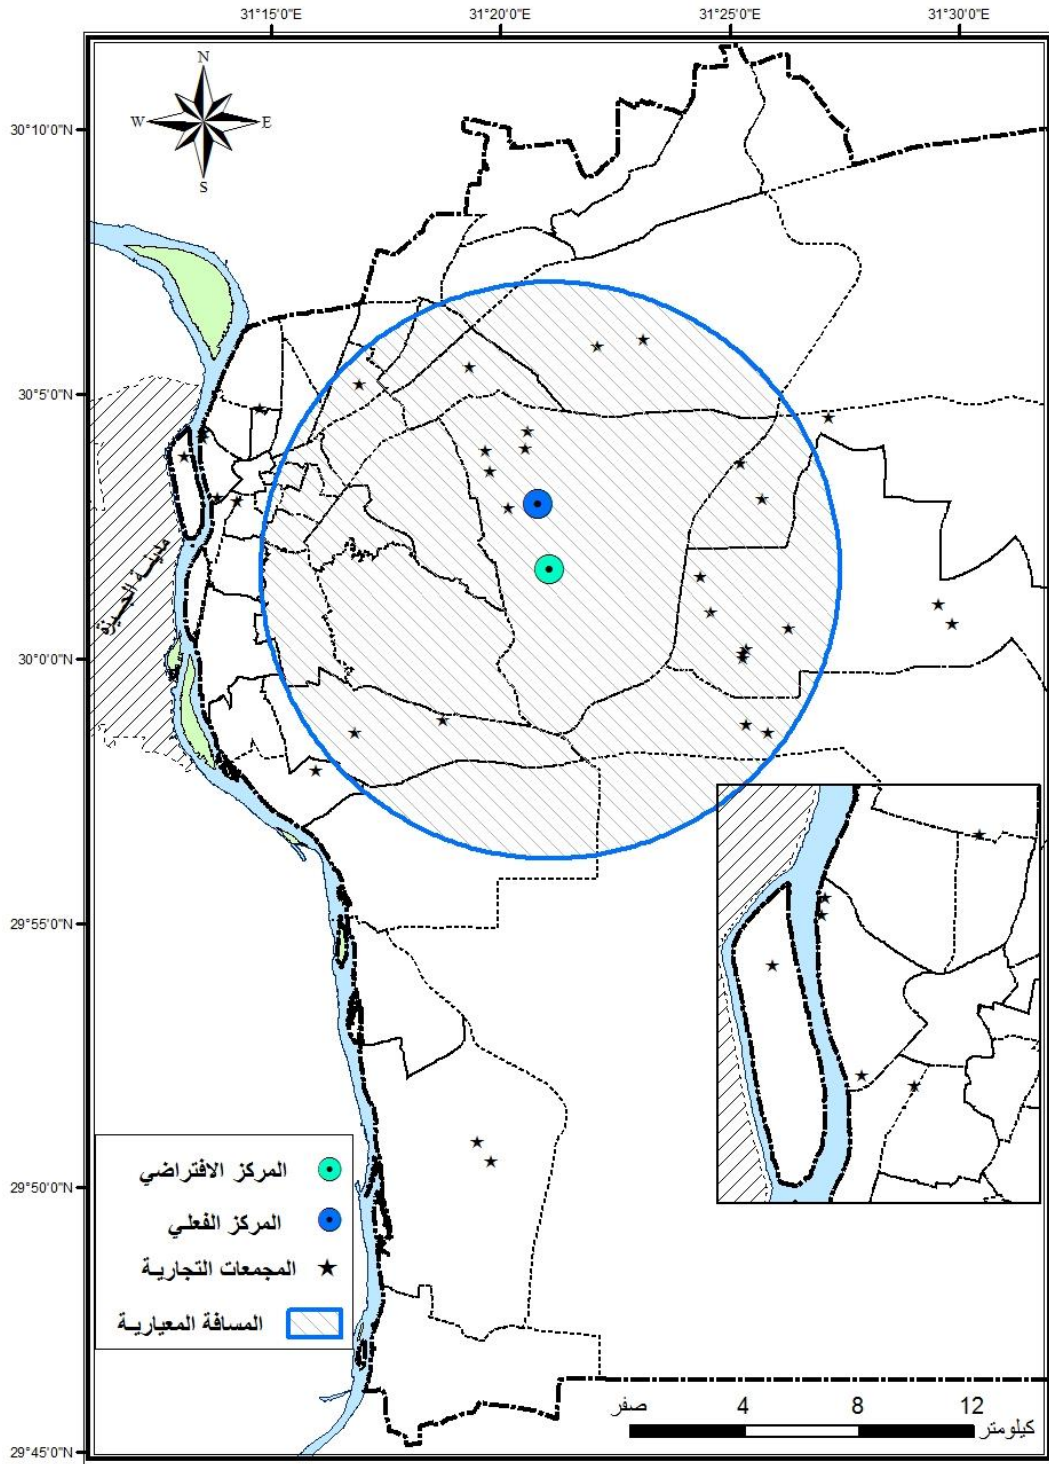 31°15'0"E 31°20'0"E 31°25'0"E 31°30'0"E
N
W E
S
30°10'0"N
30°5'0"N
30°0'0"N
29°55'0"N
29°50'0"N
29°45'0"N
مدينة الجيزة
المركز الافتراضي
المركز الفعلي
المجمعات التجارية
المسافة المعيارية
صفر 4 8 12
كيلومتر